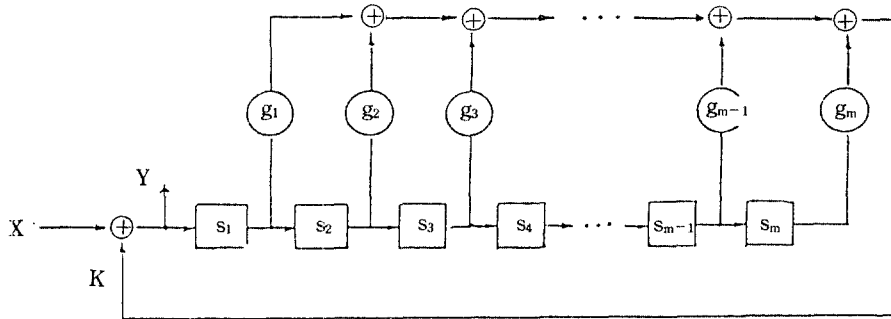 g1 g2 g3 gm-1 gm
Y
X S1 S2 S3 S4 ... Sm-1 Sm
K